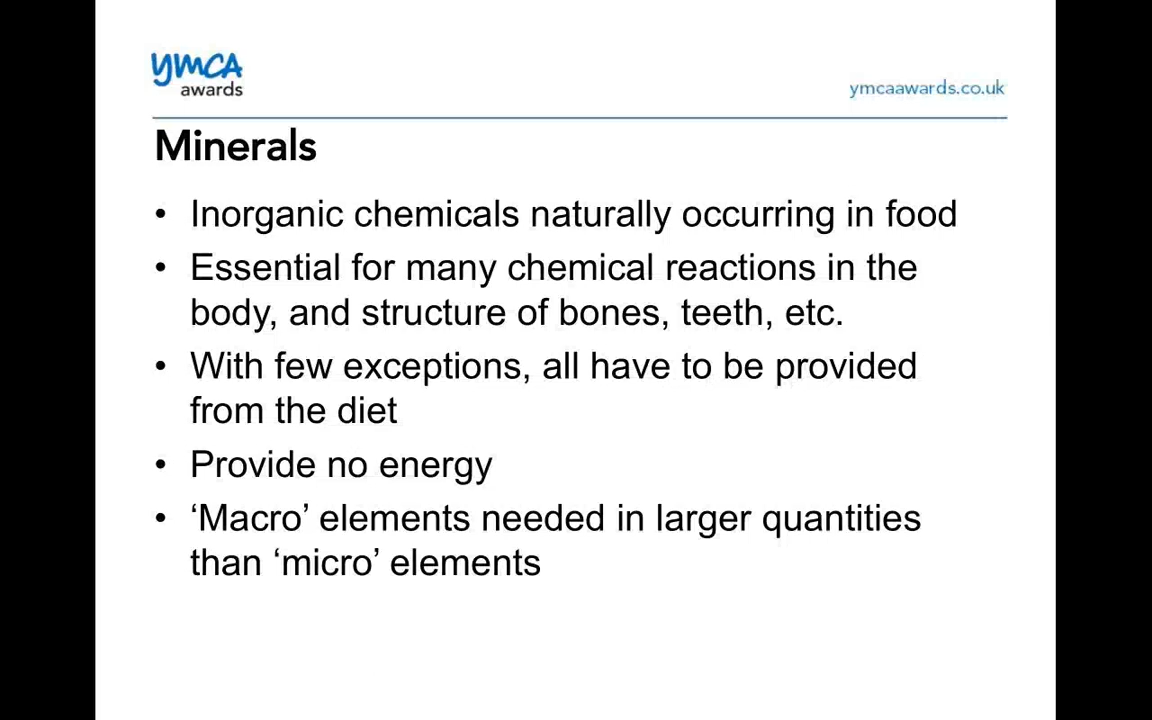 ymca
awards
ymcaawards.co.uk
Minerals
• Inorganic chemicals naturally occurring in food
• Essential for many chemical reactions in the
body, and structure of bones, teeth, etc.
• With few exceptions, all have to be provided
from the diet
• Provide no energy
• ‘Macro’ elements needed in larger quantities
than ‘micro’ elements